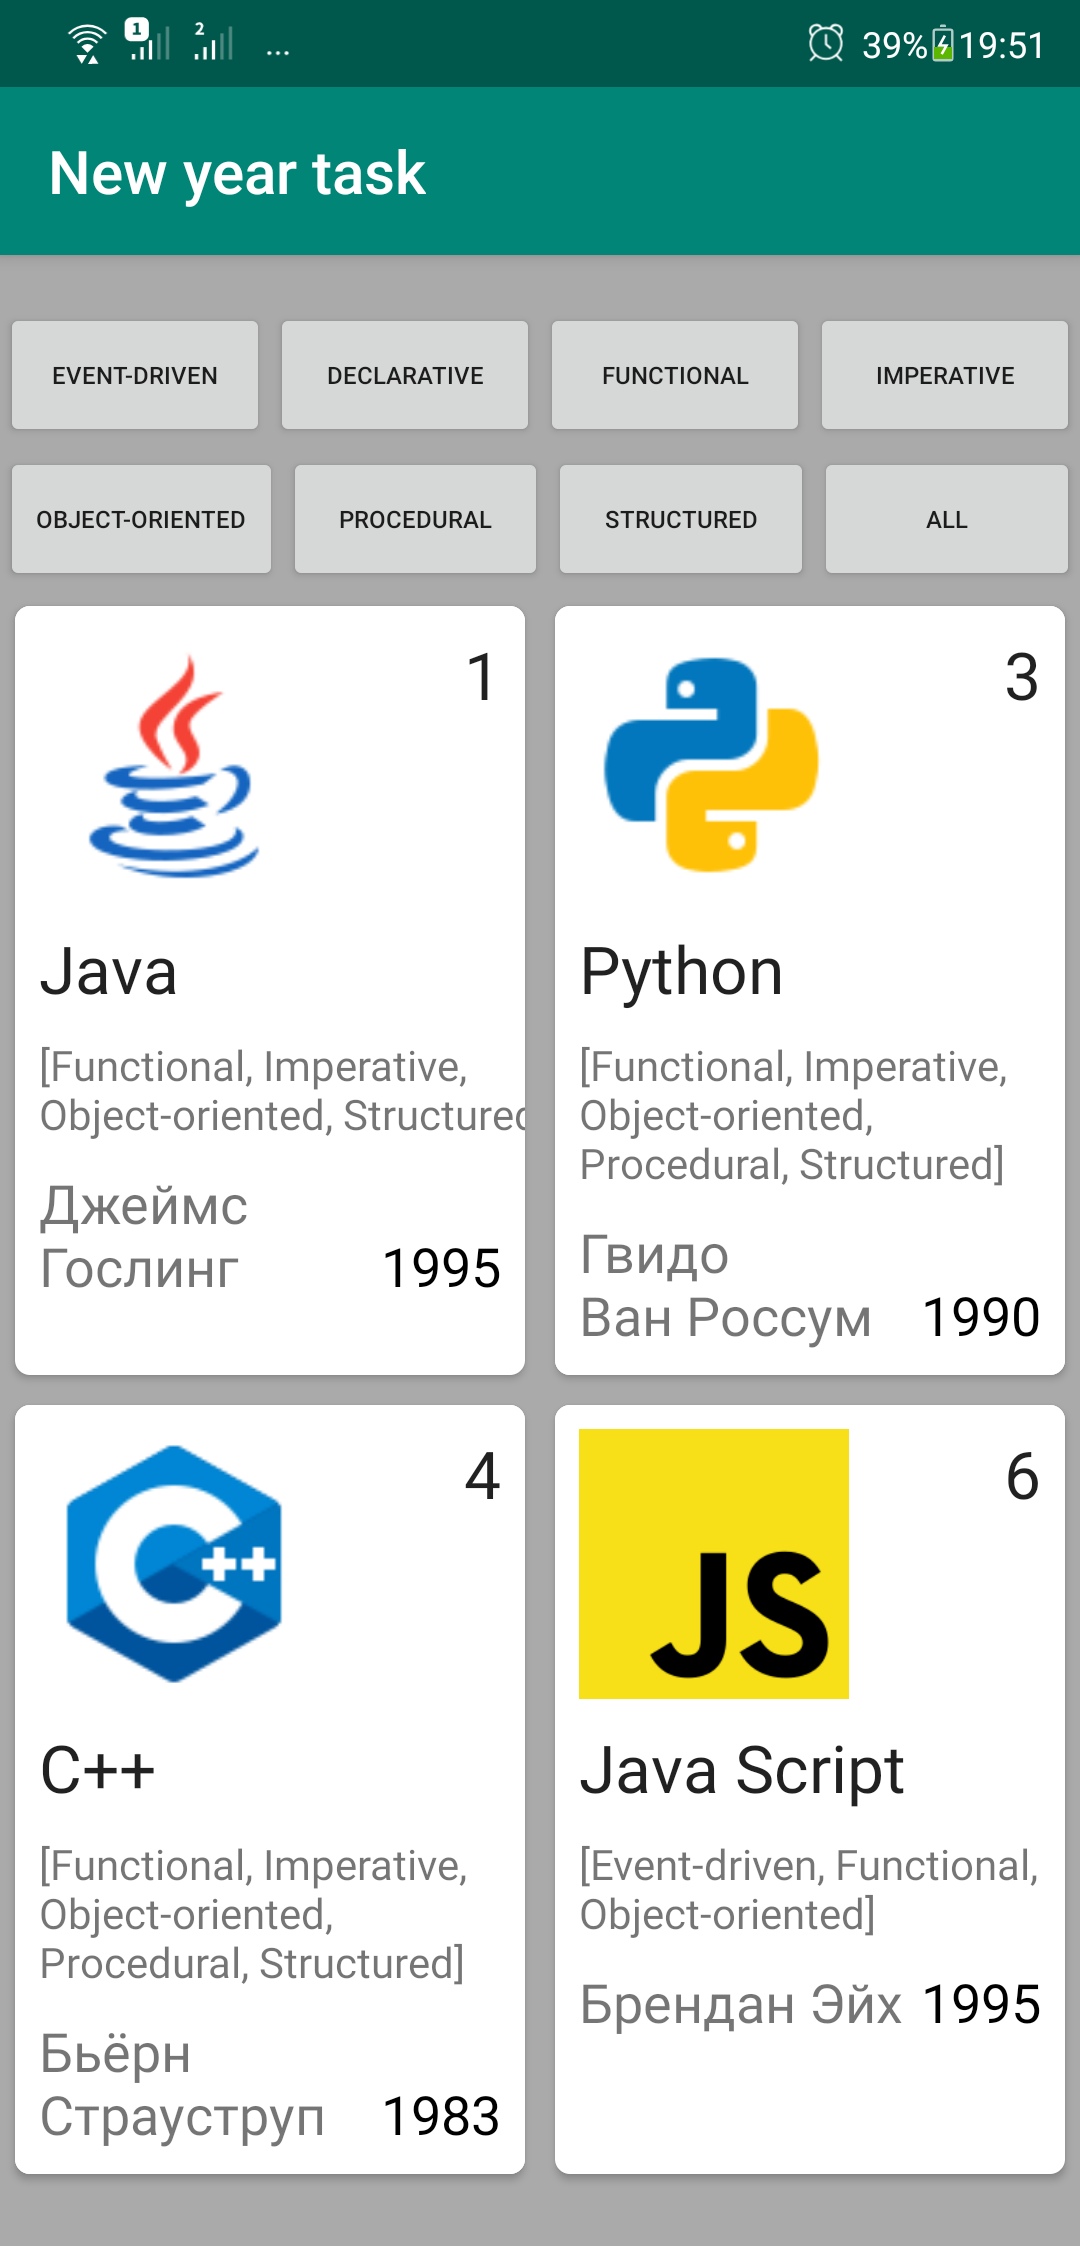 1 2 ... 39% 19:51
New year task
EVENT-DRIVEN DECLARATIVE FUNCTIONAL IMPERATIVE
OBJECT-ORIENTED PROCEDURAL STRUCTURED ALL
1
Java
[Functional, Imperative,
Object-oriented, Structured
Джеймс
Гослинг 1995
3
Python
[Functional, Imperative,
Object-oriented,
Procedural, Structured]
Гвидо
Ван Россум 1990
C++
4
C++
[Functional, Imperative,
Object-oriented,
Procedural, Structured]
Бьёрн
Страуструп 1983
6
JS
Java Script
[Event-driven, Functional,
Object-oriented]
Брендан Эйх 1995